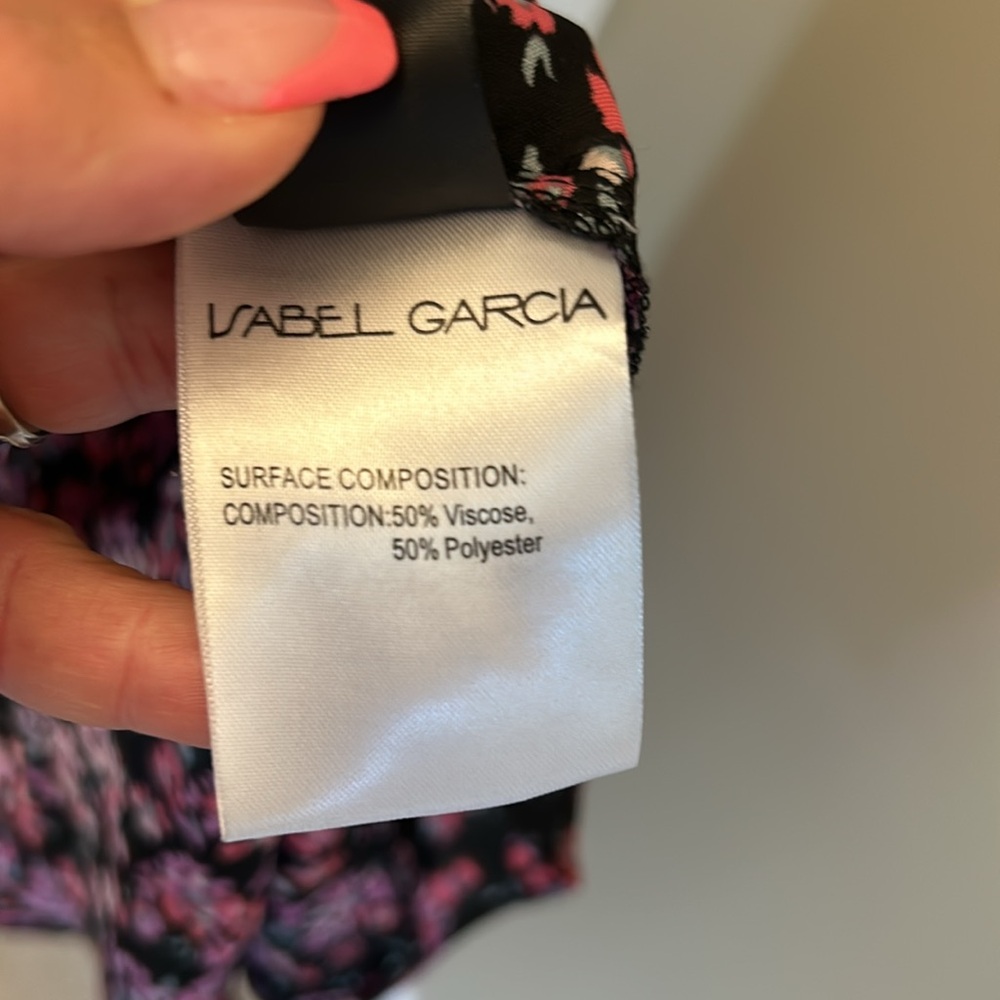 ISABEL GARCIA
SURFACE COMPOSITION:
COMPOSITION:50% Viscose,
50% Polyester